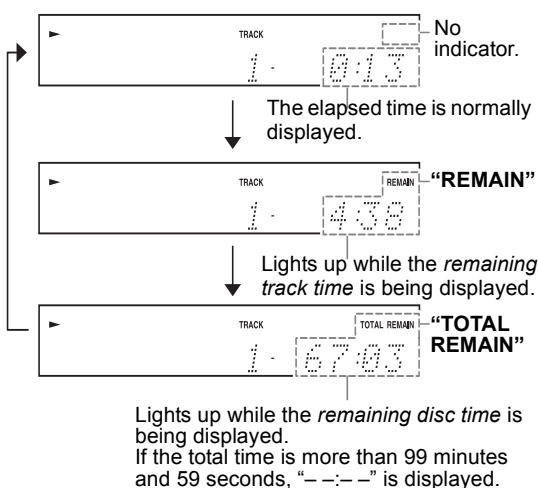 TRACK
No
indicator.
1 - 0:13
The elapsed time is normally
displayed.
TRACK
REMAIN
“REMAIN”
1 - 4:38
Lights up while the remaining
track time is being displayed.
TRACK
TOTAL REMAIN
“TOTAL
REMAIN”
1 - 67:03
Lights up while the remaining disc time is
being displayed.
If the total time is more than 99 minutes
and 59 seconds, “– –:– –” is displayed.